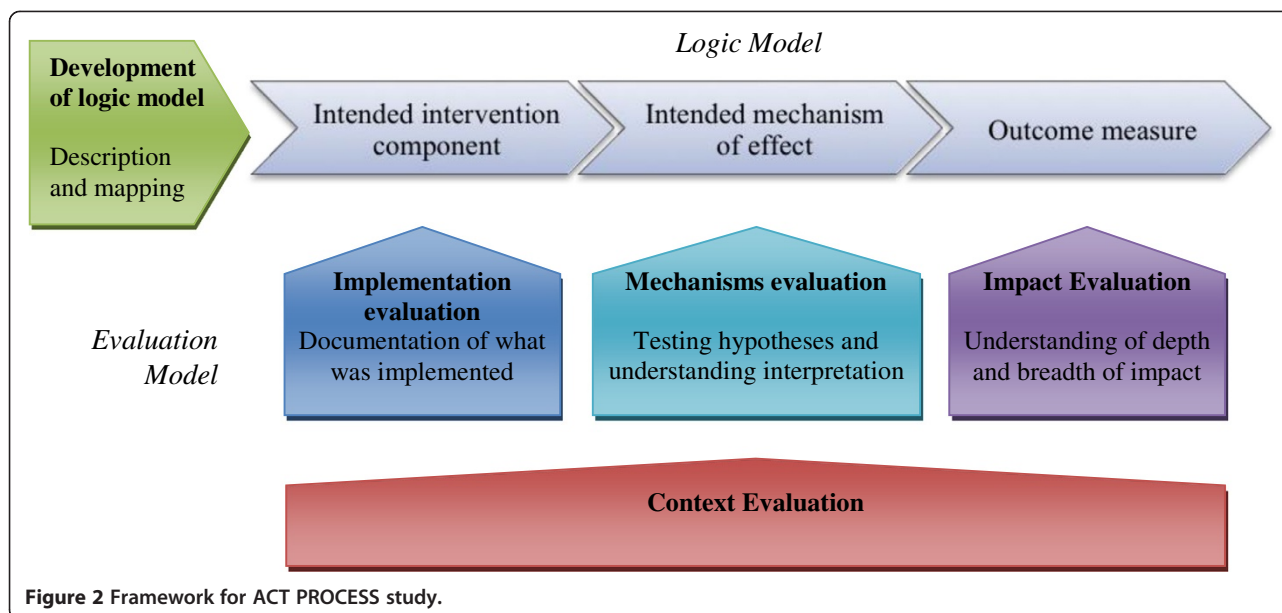 Logic Model
Development
of logic model
Description
and mapping
Intended intervention
component
Intended mechanism
of effect
Outcome measure
Evaluation
Model
Implementation
evaluation
Documentation of what
was implemented
Mechanisms evaluation
Testing hypotheses and
understanding interpretation
Impact Evaluation
Understanding of depth
and breadth of impact
Context Evaluation
Figure 2 Framework for ACT PROCESS study.